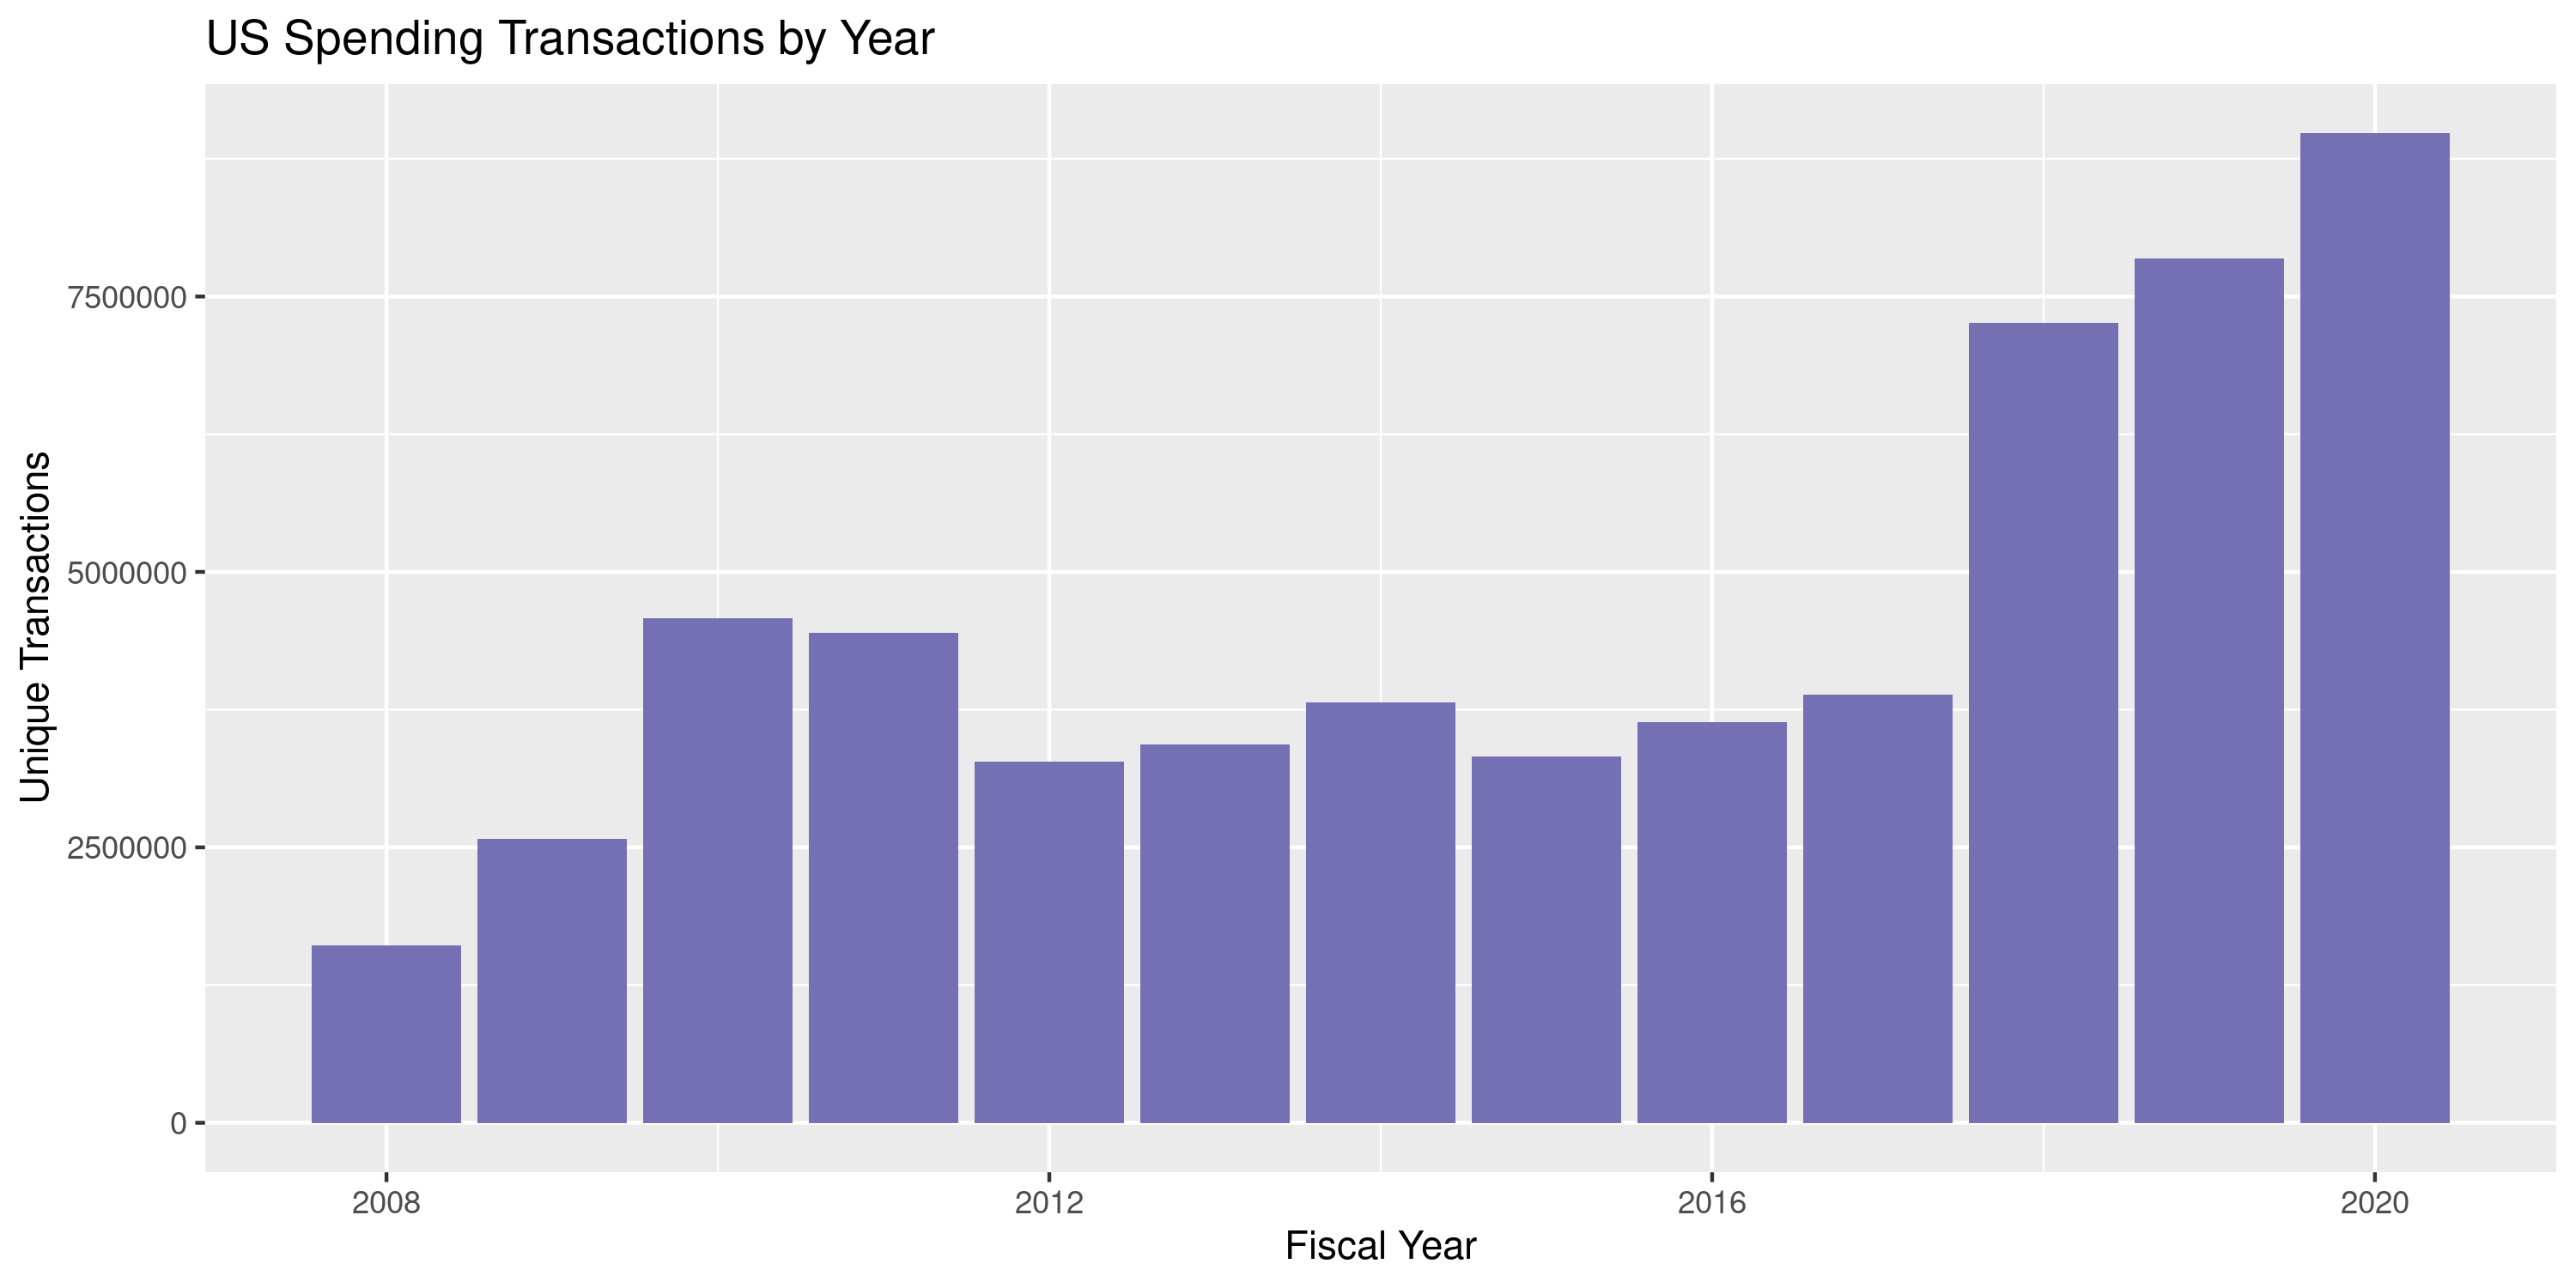 US Spending Transactions by Year
Unique Transactions
7500000
5000000
2500000
0
2008
2012
2016
2020
Fiscal Year